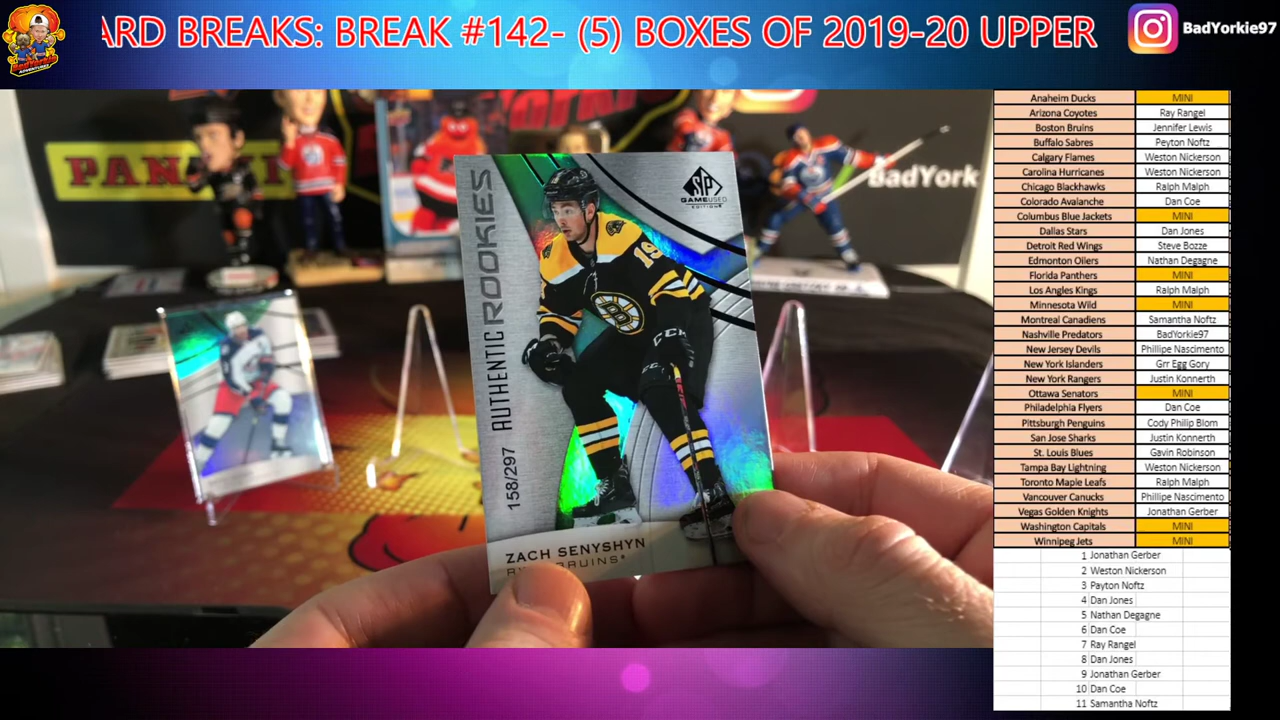 ARD BREAKS: BREAK #142- (5) BOXES OF 2019-20 UPPER
BadYorkie97
BadYorkie
ADVENTURES
PANINI
BadYork
SP
GAMEUSED
EDITION
AUTHENTIC ROOKIES
158/297
19
CCM
ZACH SENYSHYN
BRUINS
Anaheim Ducks MINI
Arizona Coyotes Ray Rangel
Boston Bruins Jennifer Lewis
Buffalo Sabres Peyton Noftz
Calgary Flames Weston Nickerson
Carolina Hurricanes Weston Nickerson
Chicago Blackhawks Ralph Malph
Colorado Avalanche Dan Coe
Columbus Blue Jackets MINI
Dallas Stars Dan Jones
Detroit Red Wings Steve Bozze
Edmonton Oilers Nathan Degagne
Florida Panthers MINI
Los Angles Kings Ralph Malph
Minnesota Wild MINI
Montreal Canadiens Samantha Noftz
Nashville Predators BadYorkie97
New Jersey Devils Phillipe Nascimento
New York Islanders Grr Egg Gory
New York Rangers Justin Konnerth
Ottawa Senators MINI
Philadelphia Flyers Dan Coe
Pittsburgh Penguins Cody Philip Blom
San Jose Sharks Justin Konnerth
St. Louis Blues Gavin Robinson
Tampa Bay Lightning Weston Nickerson
Toronto Maple Leafs Ralph Malph
Vancouver Canucks Phillipe Nascimento
Vegas Golden Knights Jonathan Gerber
Washington Capitals MINI
Winnipeg Jets MINI
1 Jonathan Gerber
2 Weston Nickerson
3 Payton Noftz
4 Dan Jones
5 Nathan Degagne
6 Dan Coe
7 Ray Rangel
8 Dan Jones
9 Jonathan Gerber
10 Dan Coe
11 Samantha Noftz